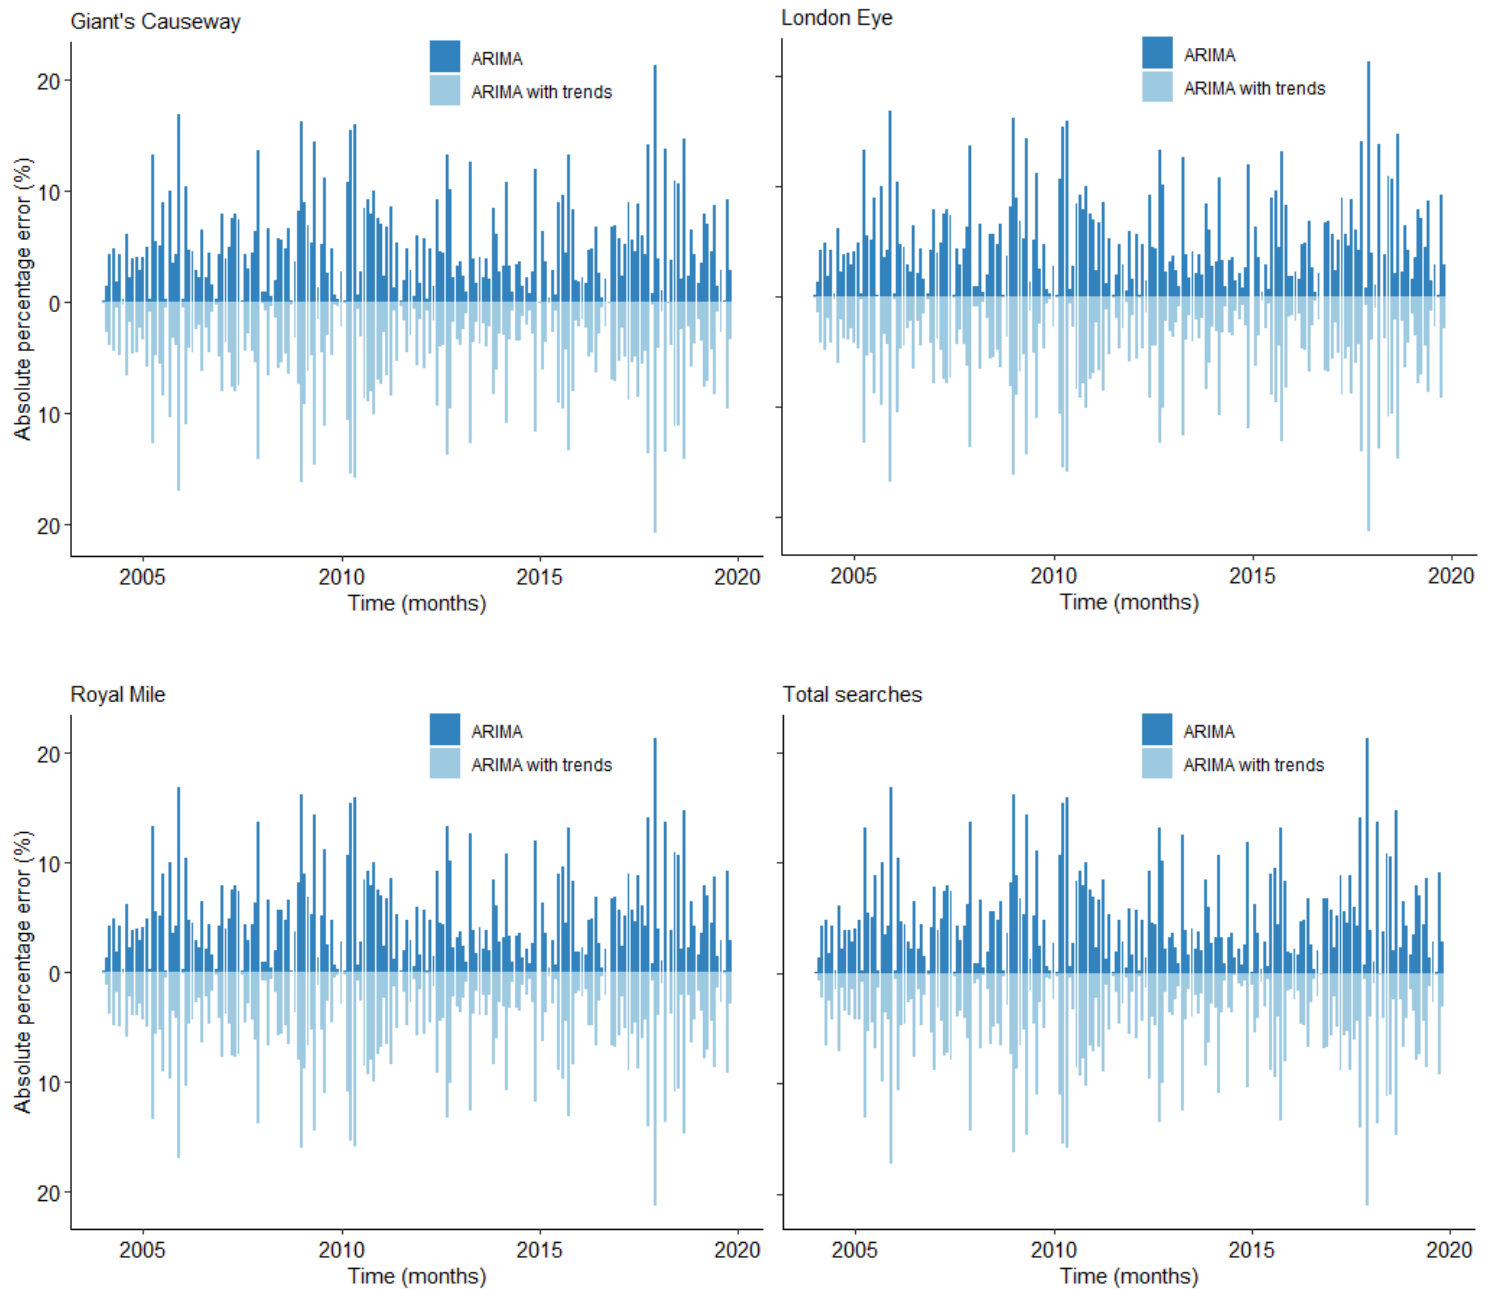 Giant's Causeway
ARIMA
ARIMA with trends
Absolute percentage error (%)
20
10
0
10
20
2005 2010 2015 2020
Time (months)
London Eye
ARIMA
ARIMA with trends
2005 2010 2015 2020
Time (months)
Royal Mile
ARIMA
ARIMA with trends
Absolute percentage error (%)
20
10
0
10
20
2005 2010 2015 2020
Time (months)
Total searches
ARIMA
ARIMA with trends
2005 2010 2015 2020
Time (months)